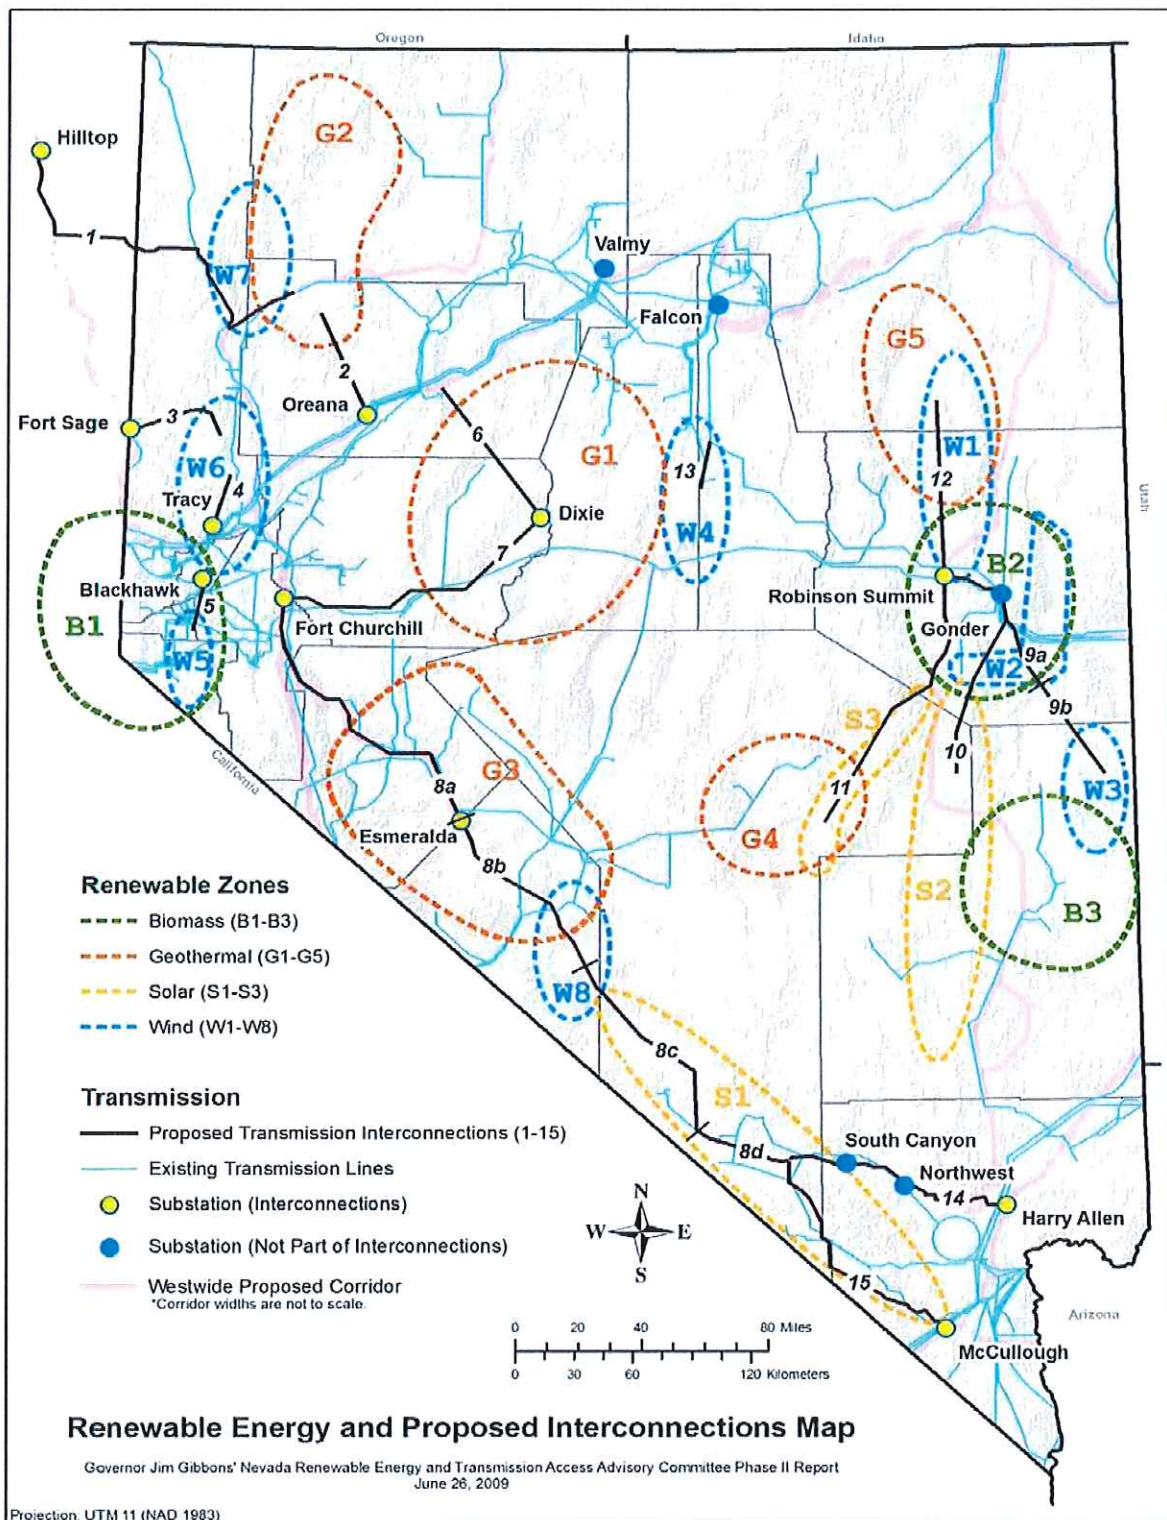 Oregon
Idaho
Hilltop
G2
1
W7
Valmy
Falcon
G5
2
Oreana
Fort Sage
3
6
G1
W1
W6
13
12
Tracy
4
Dixie
W4
Utah
7
B2
Blackhawk
5
Robinson Summit
B1
Fort Churchill
Gonder
W5
W2
9a
9b
S3
10
California
G3
8a
11
W3
Esmeralda
G4
8b
Renewable Zones
S2
B3
Biomass (B1-B3)
Geothermal (G1-G5)
Solar (S1-S3)
W8
Wind (W1-W8)
8c
S1
Transmission
Proposed Transmission Interconnections (1-15)
South Canyon
8d
Existing Transmission Lines
Northwest
N
14
Substation (Interconnections)
W E
Harry Allen
Substation (Not Part of Interconnections)
S
15
Westwide Proposed Corridor
*Corridor widths are not to scale.
Arizona
0 20 40 80 Miles
McCullough
0 30 60 120 Kilometers
Renewable Energy and Proposed Interconnections Map
Governor Jim Gibbons' Nevada Renewable Energy and Transmission Access Advisory Committee Phase II Report
June 26, 2009
Projection: UTM 11 (NAD 1983)